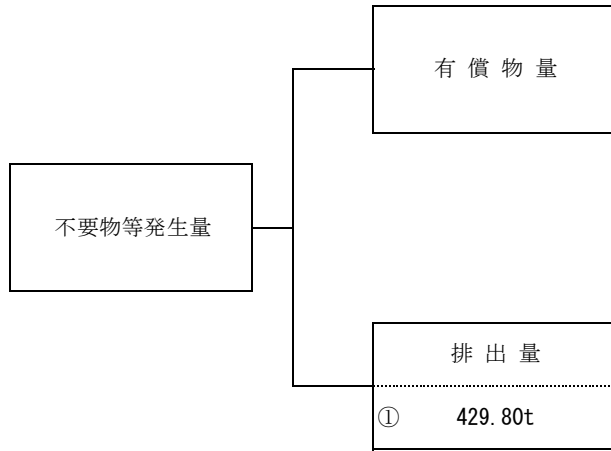 有 償 物 量
不要物等発生量
排 出 量
① 429.80t